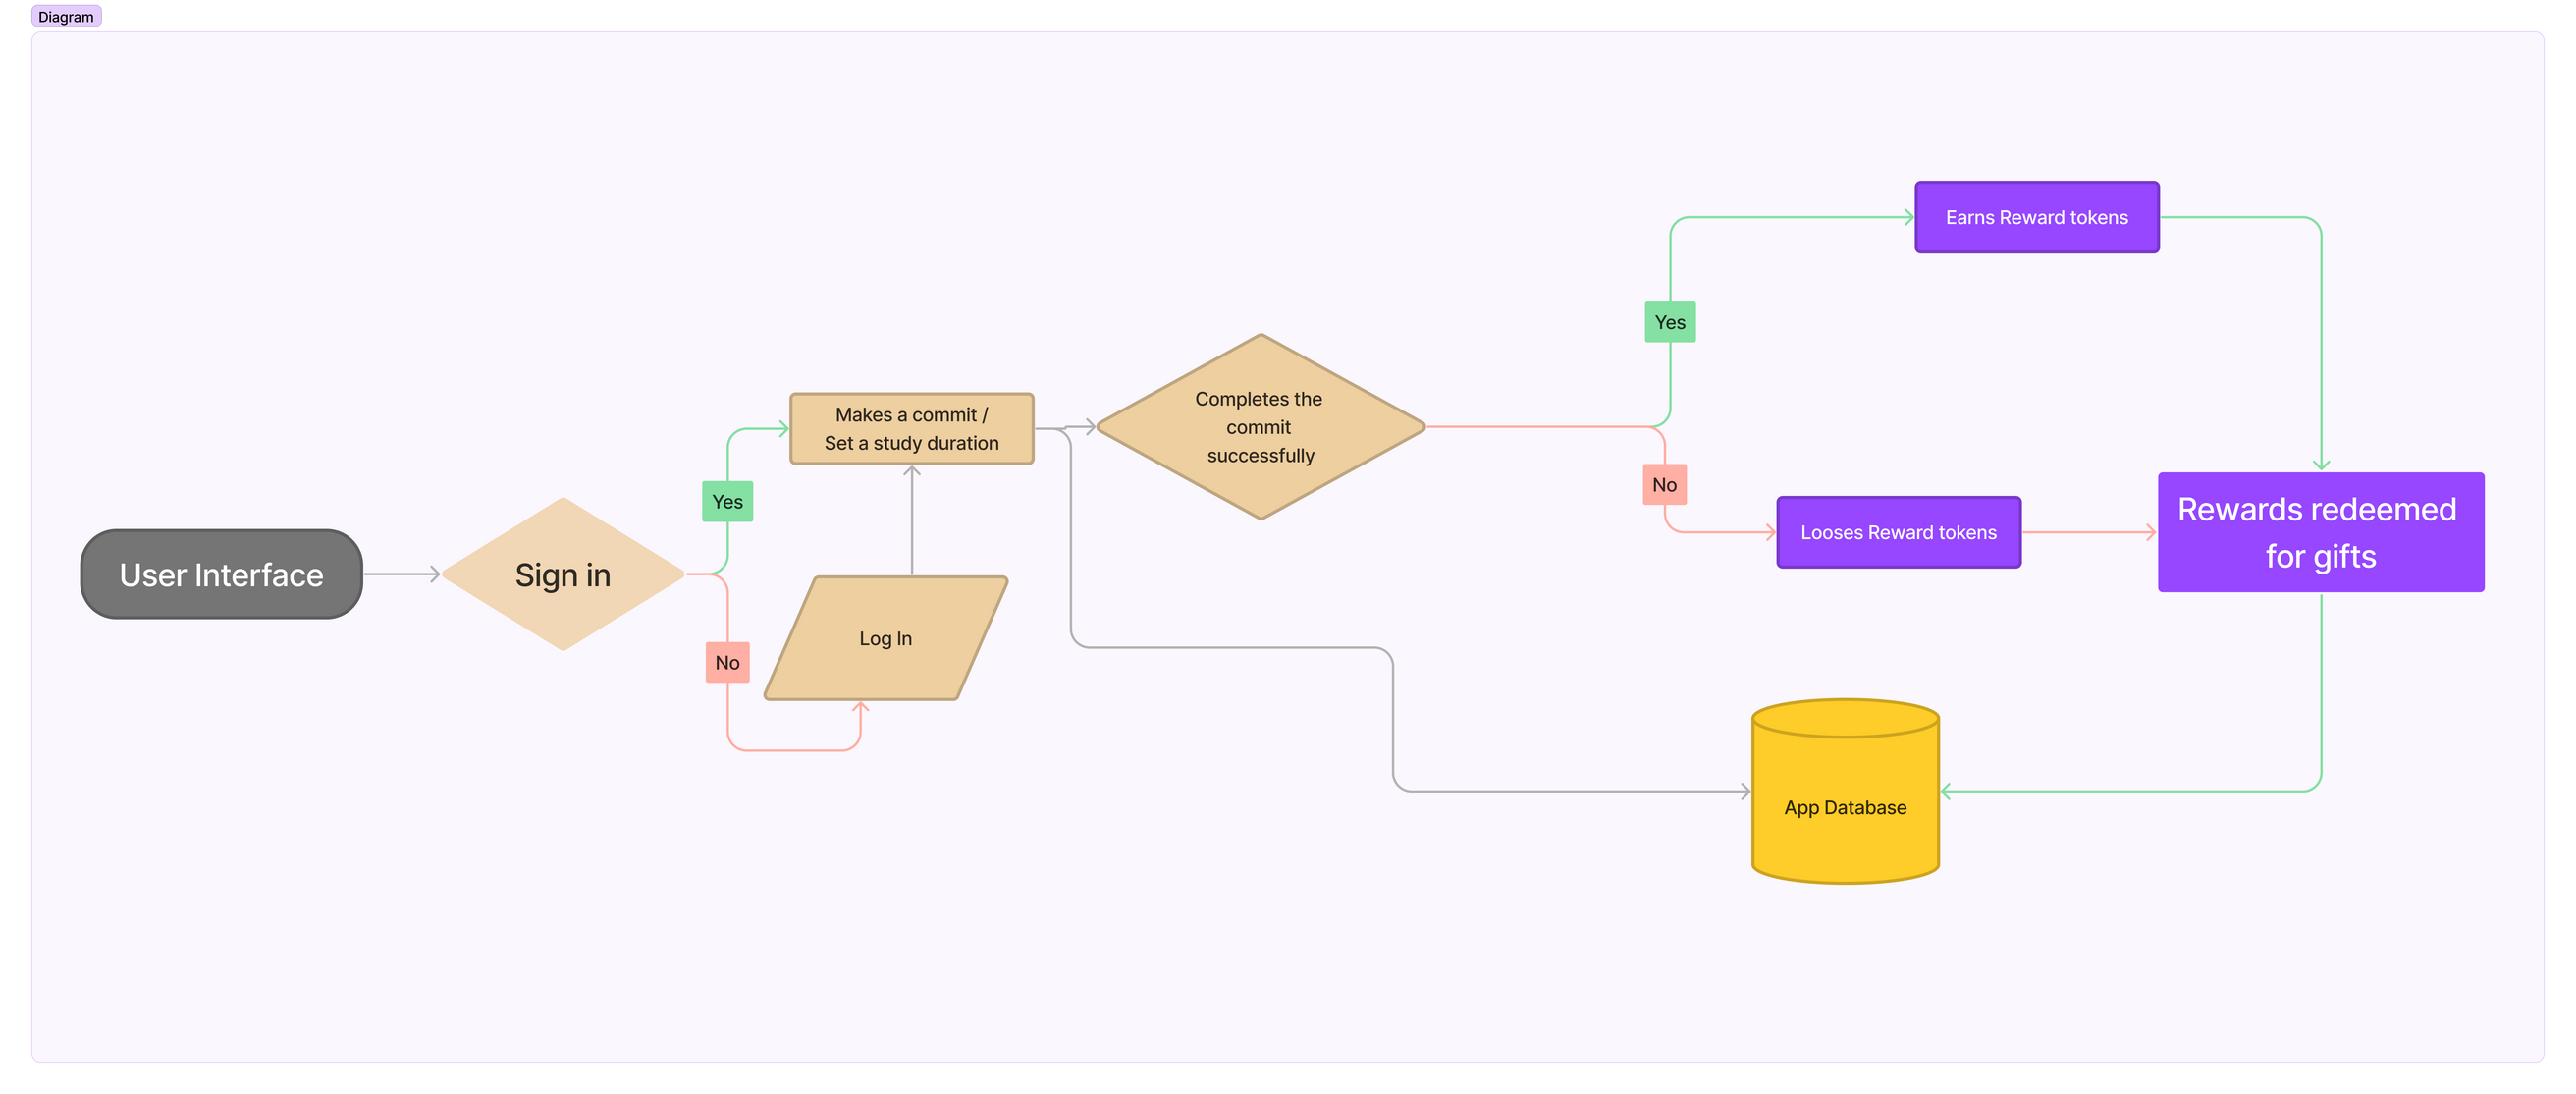 Diagram
User Interface
Sign in
Yes
No
Makes a commit /
Set a study duration
Log In
Completes the
commit
successfully
Yes
No
Earns Reward tokens
Looses Reward tokens
Rewards redeemed
for gifts
App Database